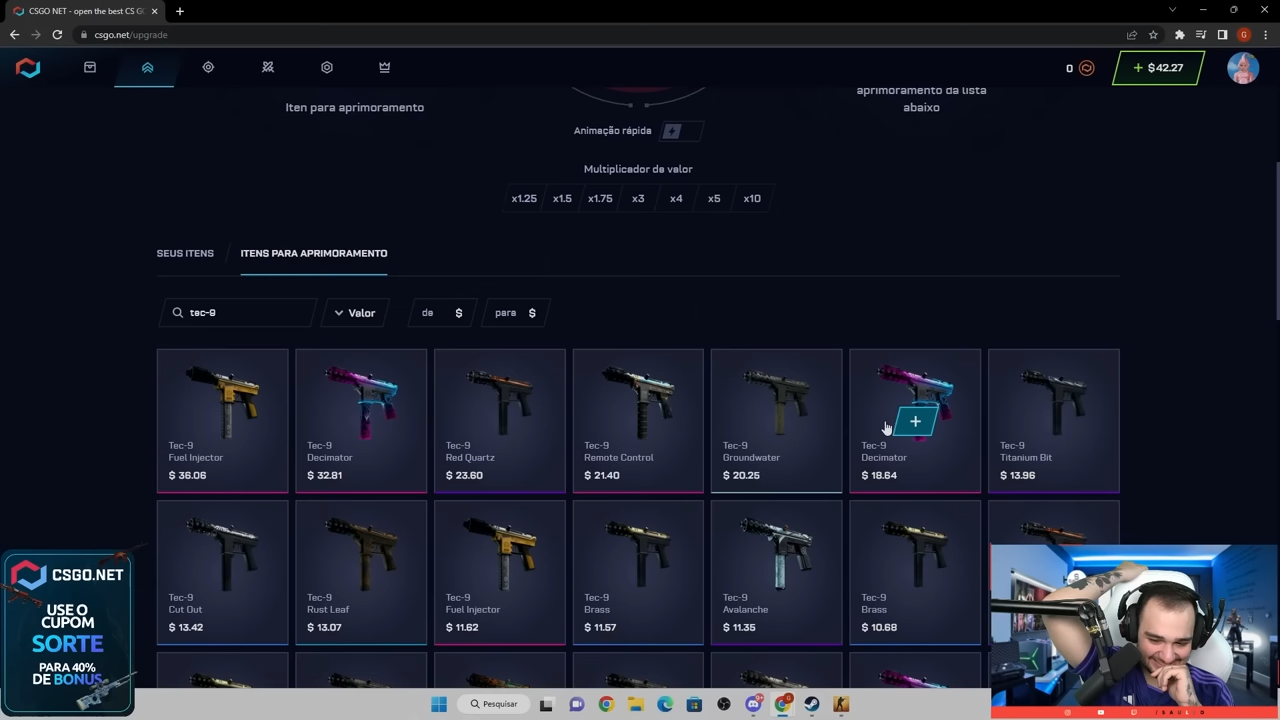 CSGO NET - open the best CS G
csgo.net/upgrade
0
+ $42.27
Iten para aprimoramento
aprimoramento da lista
abaixo
Animação rápida
Multiplicador de valor
x1.25 x1.5 x1.75 x3 x4 x5 x10
SEUS ITENS
ITENS PARA APRIMORAMENTO
tec-9
Valor
de $
para $
Tec-9
Fuel Injector
$ 36.06
Tec-9
Decimator
$ 32.81
Tec-9
Red Quartz
$ 23.60
Tec-9
Remote Control
$ 21.40
Tec-9
Groundwater
$ 20.25
Tec-9
Decimator
$ 18.64
Tec-9
Titanium Bit
$ 13.96
Tec-9
Cut Out
$ 13.42
Tec-9
Rust Leaf
$ 13.07
Tec-9
Fuel Injector
$ 11.62
Tec-9
Brass
$ 11.57
Tec-9
Avalanche
$ 11.35
Tec-9
Brass
$ 10.68
CSGO.NET
USE O
CUPOM
SORTE
PARA 40%
DE BONUS
Pesquisar